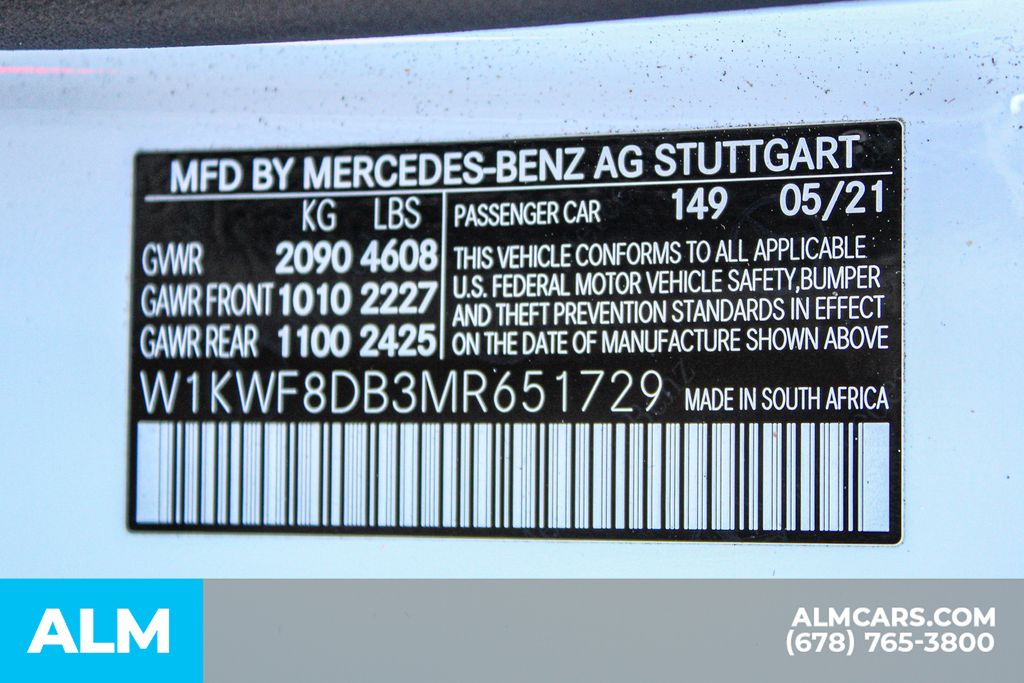 MFD BY MERCEDES-BENZ AG STUTTGART
KG LBS
GVWR 2090 4608
GAWR FRONT 1010 2227
GAWR REAR 1100 2425
PASSENGER CAR 149 05/21
THIS VEHICLE CONFORMS TO ALL APPLICABLE
U.S. FEDERAL MOTOR VEHICLE SAFETY,BUMPER
AND THEFT PREVENTION STANDARDS IN EFFECT
ON THE DATE OF MANUFACTURE SHOWN ABOVE
W1KWF8DB3MR651729 MADE IN SOUTH AFRICA
ALM
ALMCARS.COM
(678) 765-3800